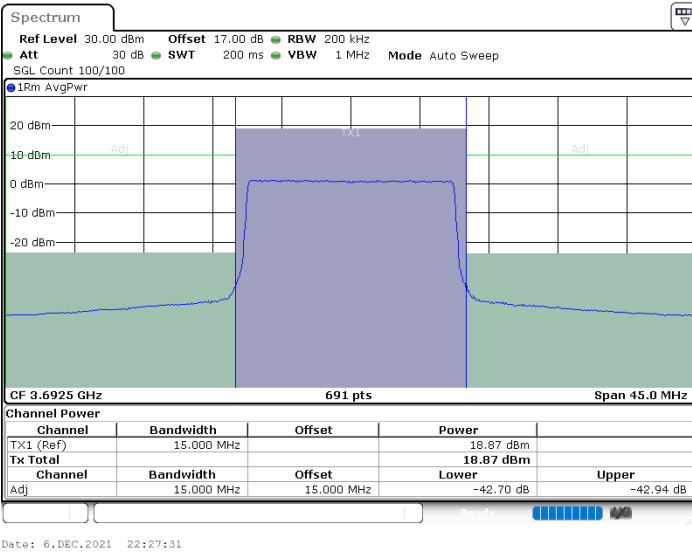 Spectrum
Ref Level 30.00 dBm Offset 17.00 dB RBW 200 kHz
Att 30 dB SWT 200 ms VBW 1 MHz Mode Auto Sweep
SGL Count 100/100
1Rm AvgPwr
20 dBm
TX1
Adj Adj
10 dBm
0 dBm
-10 dBm
-20 dBm
CF 3.6925 GHz 691 pts Span 45.0 MHz
Channel Power
Channel Bandwidth Offset Power
TX1 (Ref) 15.000 MHz 18.87 dBm
Tx Total 18.87 dBm
Channel Bandwidth Offset Lower Upper
Adj 15.000 MHz 15.000 MHz -42.70 dB -42.94 dB
Ready
Date: 6.DEC.2021 22:27:31